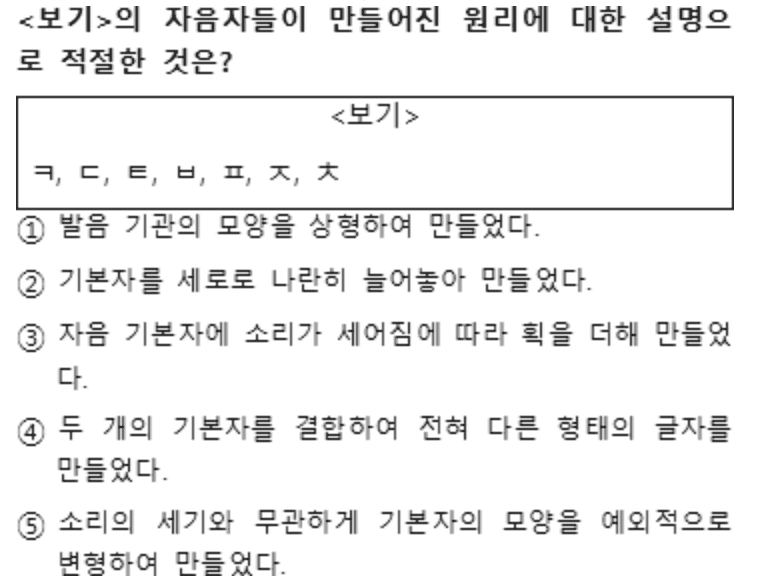 <보기>의 자음자들이 만들어진 원리에 대한 설명으
로 적절한 것은?
<보기>
ㅋ, ㄷ, ㅌ, ㅂ, ㅍ, ㅈ, ㅊ
① 발음 기관의 모양을 상형하여 만들었다.
② 기본자를 세로로 나란히 늘어놓아 만들었다.
③ 자음 기본자에 소리가 세어짐에 따라 획을 더해 만들었
다.
④ 두 개의 기본자를 결합하여 전혀 다른 형태의 글자를
만들었다.
⑤ 소리의 세기와 무관하게 기본자의 모양을 예외적으로
변형하여 만들었다.